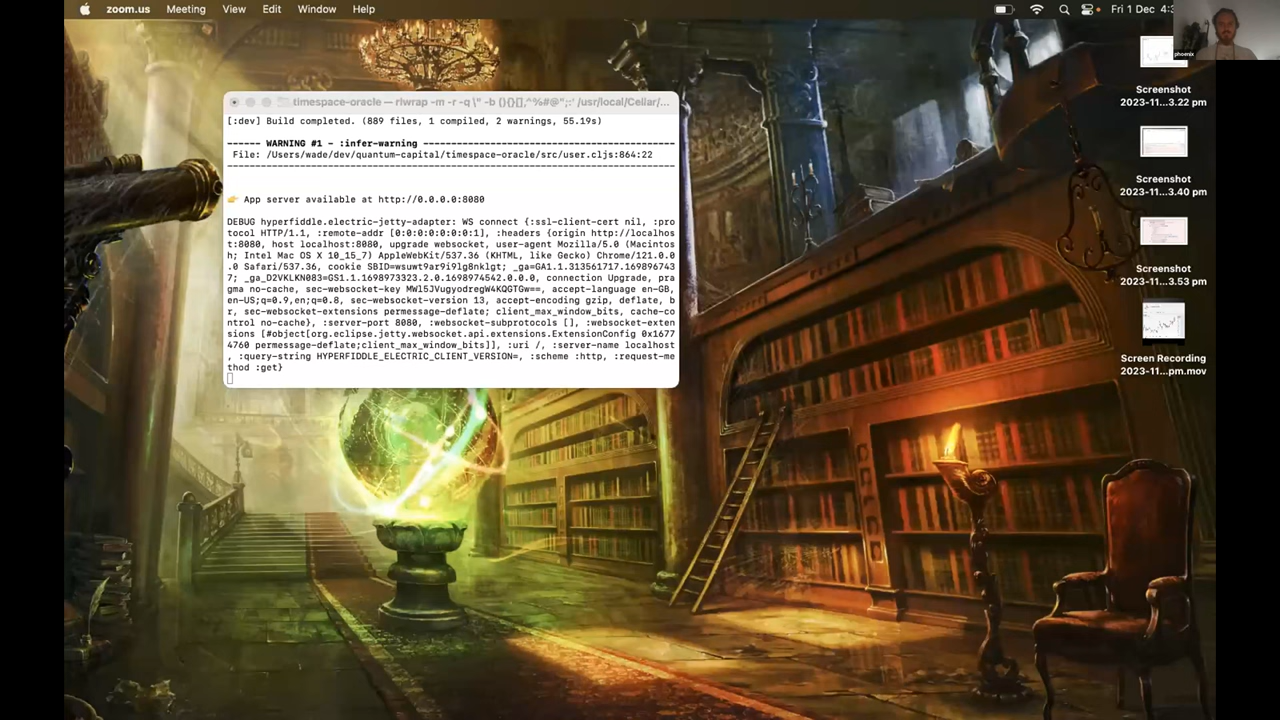 zoom.us Meeting View Edit Window Help Fri 1 Dec 4:3
phoenix
timespace-oracle — rlwrap -m -r -q \" -b (){}[],^%#@";:' /usr/local/Cellar/...
[:dev] Build completed. (889 files, 1 compiled, 2 warnings, 55.19s)
------ WARNING #1 - :infer-warning ------
File: /Users/wade/dev/quantum-capital/timespace-oracle/src/user.cljs:864:22
👉 App server available at http://0.0.0.0:8080
DEBUG hyperfiddle.electric-jetty-adapter: WS connect {:ssl-client-cert nil, :pro
tocol HTTP/1.1, :remote-addr [0:0:0:0:0:0:0:1], :headers {origin http://localhos
t:8080, host localhost:8080, upgrade websocket, user-agent Mozilla/5.0 (Macintos
h; Intel Mac OS X 10_15_7) AppleWebKit/537.36 (KHTML, like Gecko) Chrome/121.0.0
.0 Safari/537.36, cookie SBID=wsuwt9ar9i9lg8nklgt; _ga=GA1.1.313561717.169896743
7; _ga_D2VKLKN083=GS1.1.1698973323.2.0.1698974542.0.0.0, connection Upgrade, pra
gma no-cache, sec-websocket-key MW15JVugyodregW4KQGTGw==, accept-language en-GB,
en-US;q=0.9,en;q=0.8, sec-websocket-version 13, accept-encoding gzip, deflate, b
r, sec-websocket-extensions permessage-deflate; client_max_window_bits, cache-co
ntrol no-cache}, :server-port 8080, :websocket-subprotocols [], :websocket-exten
sions [#object[org.eclipse.jetty.websocket.api.extensions.ExtensionConfig 0x1677
4760 permessage-deflate;client_max_window_bits]], :uri /, :server-name localhost
, :query-string HYPERFIDDLE_ELECTRIC_CLIENT_VERSION=, :scheme :http, :request-me
thod :get}
Screenshot
2023-11...3.22 pm
Screenshot
2023-11...3.40 pm
Screenshot
2023-11...3.53 pm
Screen Recording
2023-11...pm.mov